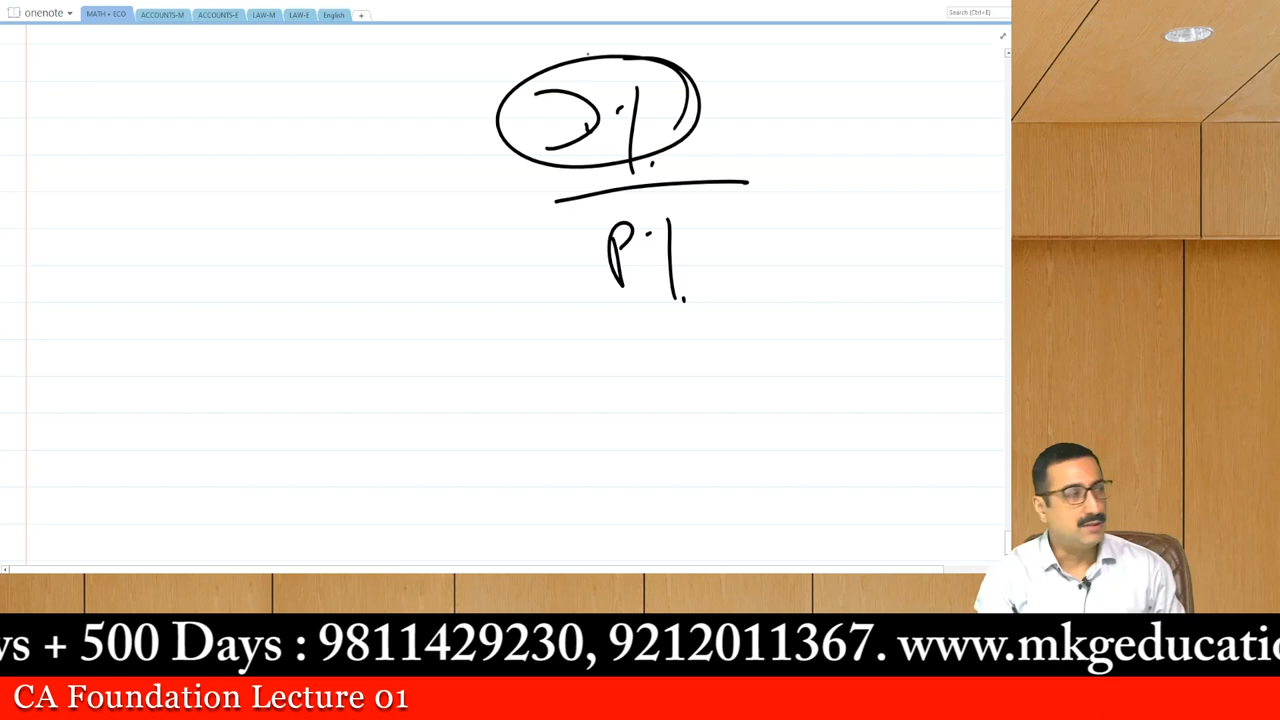 onenote MATH + ECO ACCOUNTS-M ACCOUNTS-E LAW-M LAW-E English + Search (Ctrl+E)
%
P%
ws + 500 Days : 9811429230, 9212011367. www.mkgeducatio
CA Foundation Lecture 01